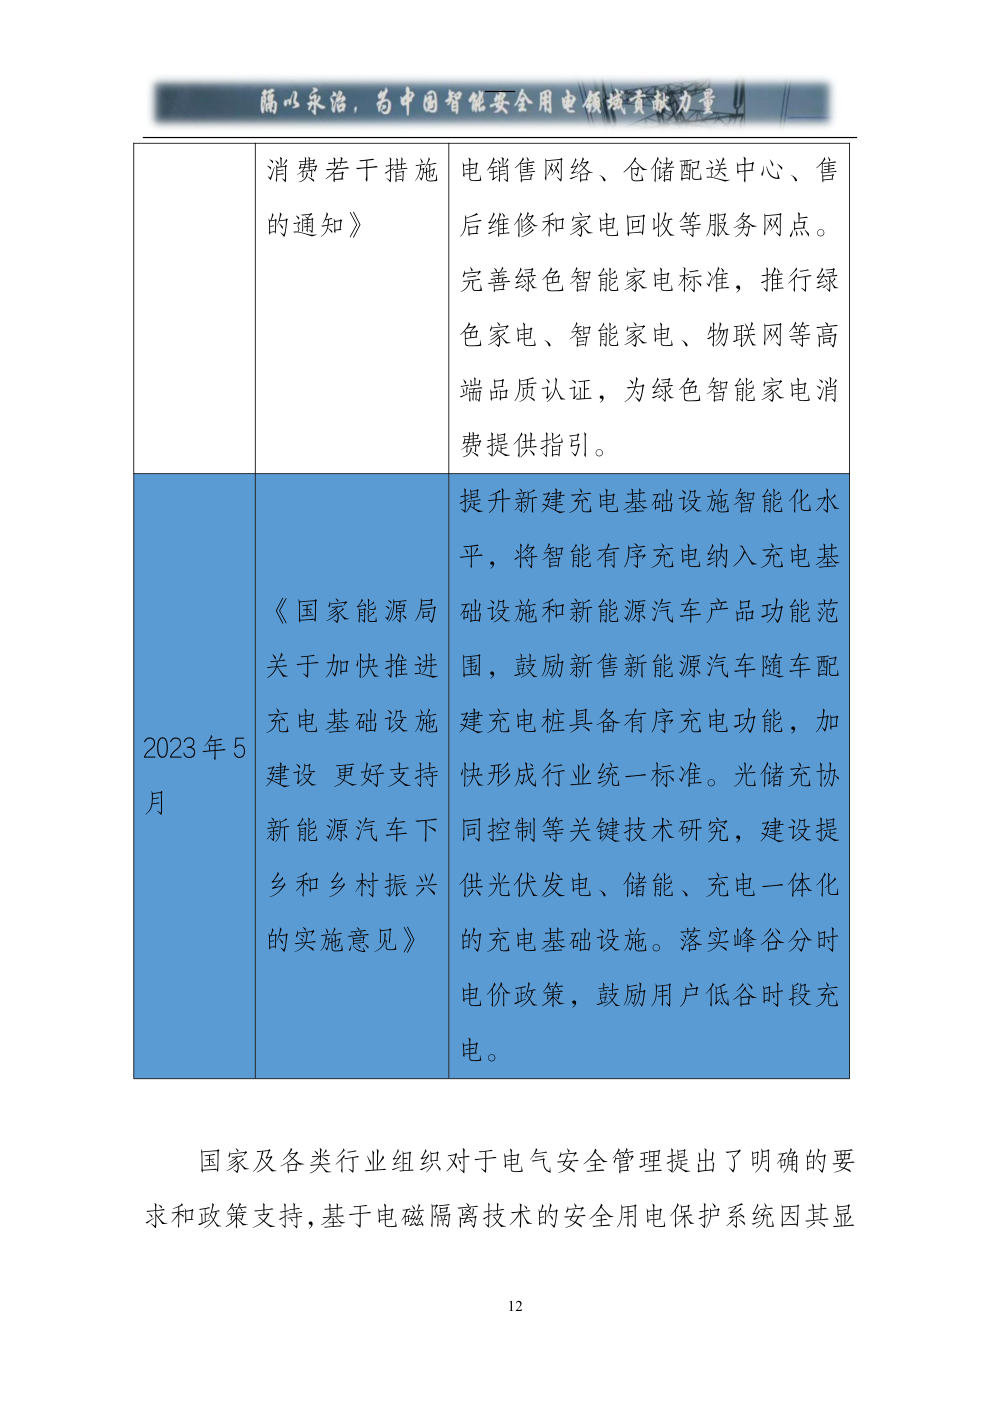 隔以永治，为中国智能安全用电领域贡献力量
消费若干措施
的通知》
电销售网络、仓储配送中心、售
后维修和家电回收等服务网点。
完善绿色智能家电标准，推行绿
色家电、智能家电、物联网等高
端品质认证，为绿色智能家电消
费提供指引。
2023 年 5
月
《国家能源局
关于加快推进
充电基础设施
建设 更好支持
新能源汽车下
乡和乡村振兴
的实施意见》
提升新建充电基础设施智能化水
平，将智能有序充电纳入充电基
础设施和新能源汽车产品功能范
围，鼓励新售新能源汽车随车配
建充电桩具备有序充电功能，加
快形成行业统一标准。光储充协
同控制等关键技术研究，建设提
供光伏发电、储能、充电一体化
的充电基础设施。落实峰谷分时
电价政策，鼓励用户低谷时段充
电。
国家及各类行业组织对于电气安全管理提出了明确的要
求和政策支持，基于电磁隔离技术的安全用电保护系统因其显
12